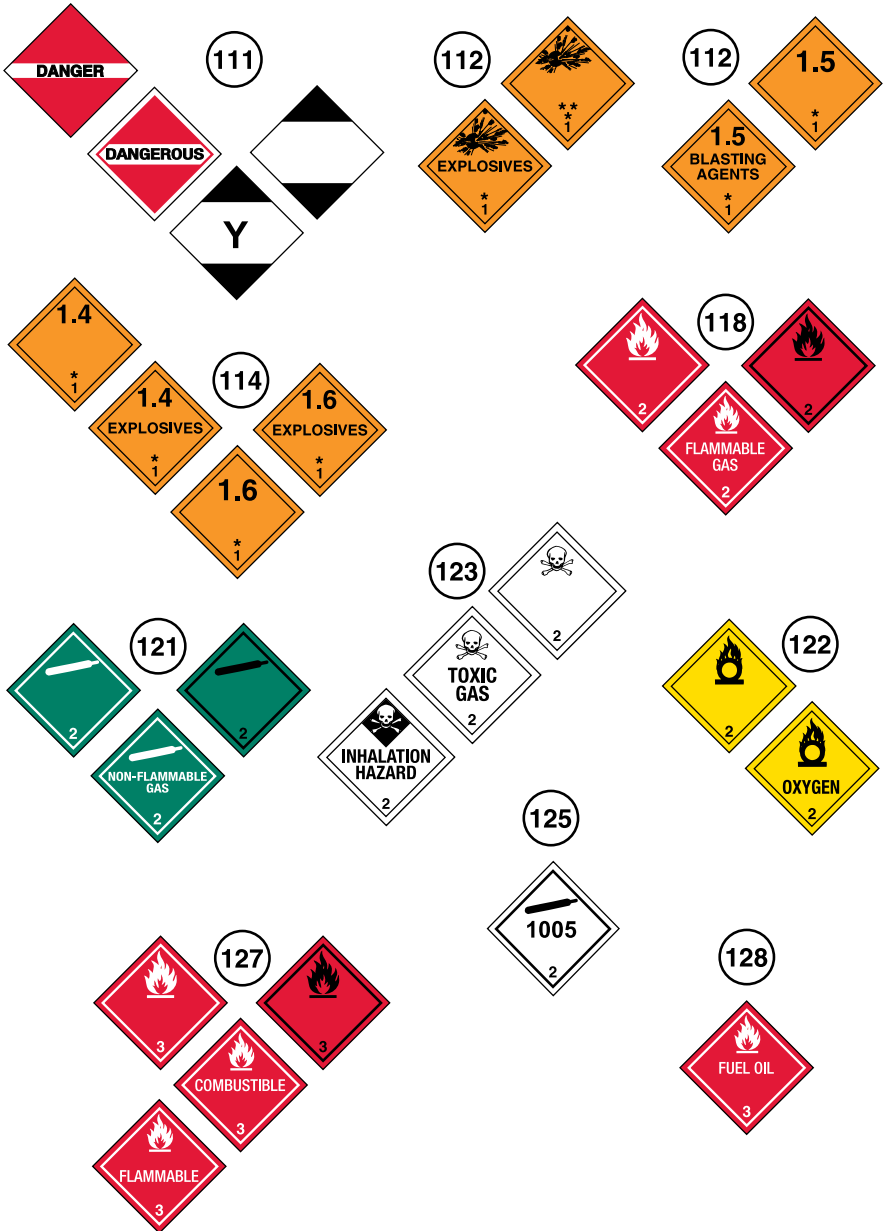 DANGER
111
DANGEROUS
Y
112
**
*
1
EXPLOSIVES
*
1
112
1.5
*
1
1.5
BLASTING
AGENTS
*
1
1.4
*
1
114
1.4
EXPLOSIVES
*
1
1.6
EXPLOSIVES
*
1
1.6
*
1
118
2
2
FLAMMABLE
GAS
2
121
2
2
NON-FLAMMABLE
GAS
2
123
2
TOXIC
GAS
2
INHALATION
HAZARD
2
122
2
OXYGEN
2
125
1005
2
127
3
3
COMBUSTIBLE
3
FLAMMABLE
3
128
FUEL OIL
3